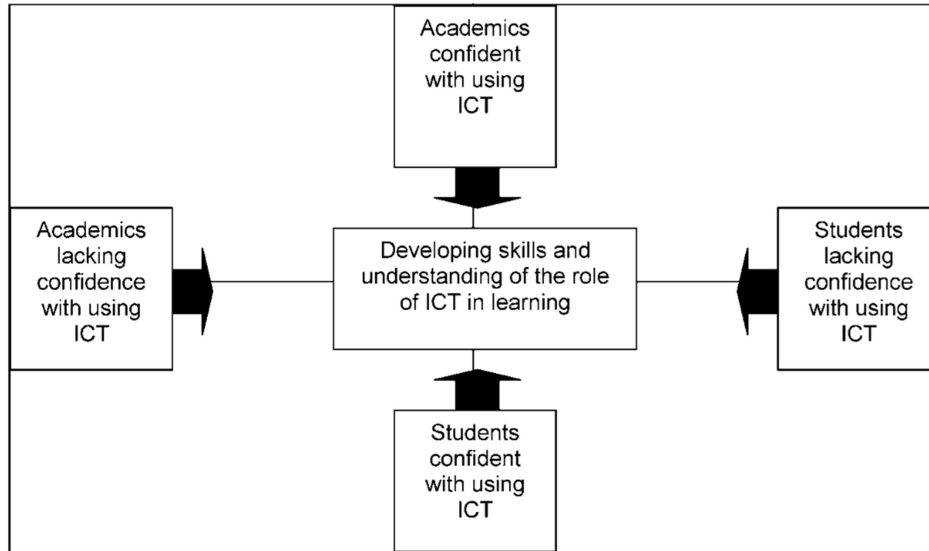 Academics
confident
with using
ICT
Academics
lacking
confidence
with using
ICT
Developing skills and
understanding of the role
of ICT in learning
Students
lacking
confidence
with using
ICT
Students
confident
with using
ICT